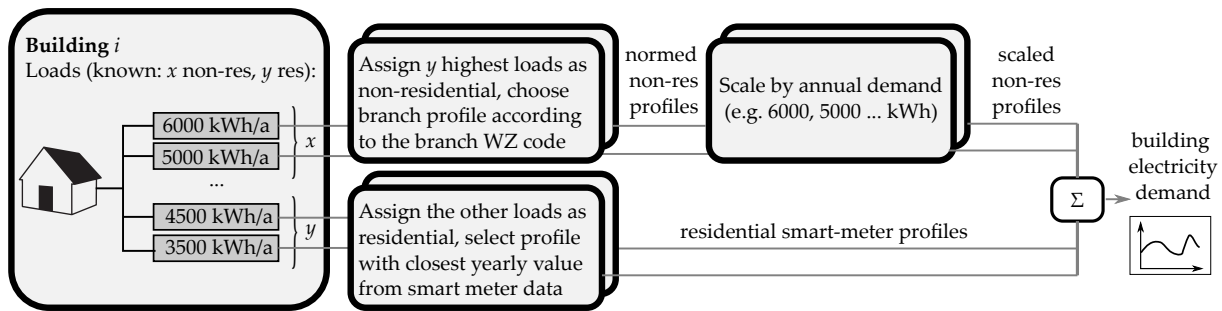 Building i
Loads (known: x non-res, y res):
6000 kWh/a
5000 kWh/a
...
4500 kWh/a
3500 kWh/a
x
y
Assign y highest loads as
non-residential, choose
branch profile according
to the branch WZ code
Assign the other loads as
residential, select profile
with closest yearly value
from smart meter data
normed
non-res
profiles
Scale by annual demand
(e.g. 6000, 5000 ... kWh)
scaled
non-res
profiles
residential smart-meter profiles
Σ
building
electricity
demand